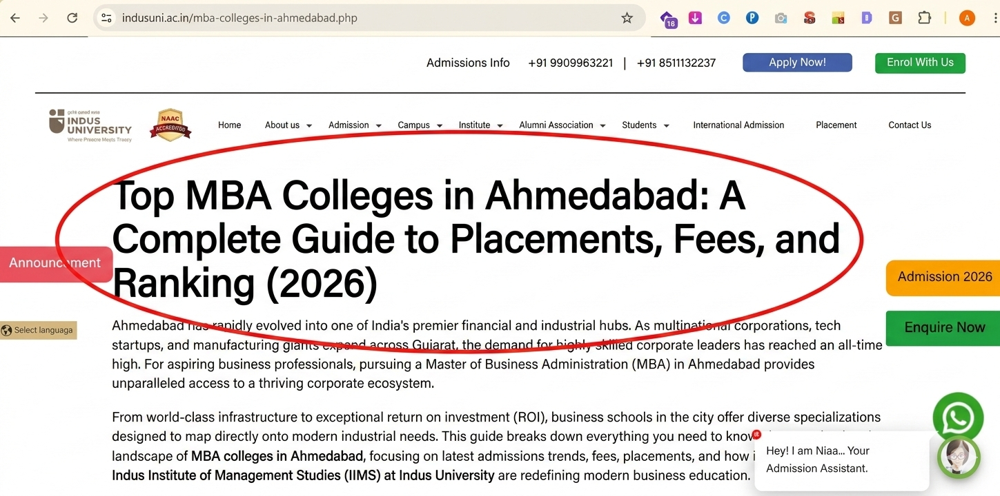 indusuni.ac.in/mba-colleges-in-ahmedabad.php
16
C
P
S
D
G
A
Admissions Info +91 9909963221 | +91 8511132237 Apply Now! Enrol With Us
INDUS
UNIVERSITY
Where Praecre Meets Traesy
NAAC
ACCREDITOD
Home About us Admission Campus Institute Alumni Association Students International Admission Placement Contact Us
Top MBA Colleges in Ahmedabad: A
Complete Guide to Placements, Fees, and
Ranking (2026)
Announcement
Admission 2026
Select languaga
Enquire Now
Ahmedabad has rapidly evolved into one of India's premier financial and industrial hubs. As multinational corporations, tech
startups, and manufacturing giants expand across Gujarat, the demand for highly skilled corporate leaders has reached an all-time
high. For aspiring business professionals, pursuing a Master of Business Administration (MBA) in Ahmedabad provides
unparalleled access to a thriving corporate ecosystem.
From world-class infrastructure to exceptional return on investment (ROI), business schools in the city offer diverse specializations
designed to map directly onto modern industrial needs. This guide breaks down everything you need to know
landscape of MBA colleges in Ahmedabad, focusing on latest admissions trends, fees, placements, and how
Indus Institute of Management Studies (IIMS) at Indus University are redefining modern business education.
Hey! I am Niaa... Your
Admission Assistant.